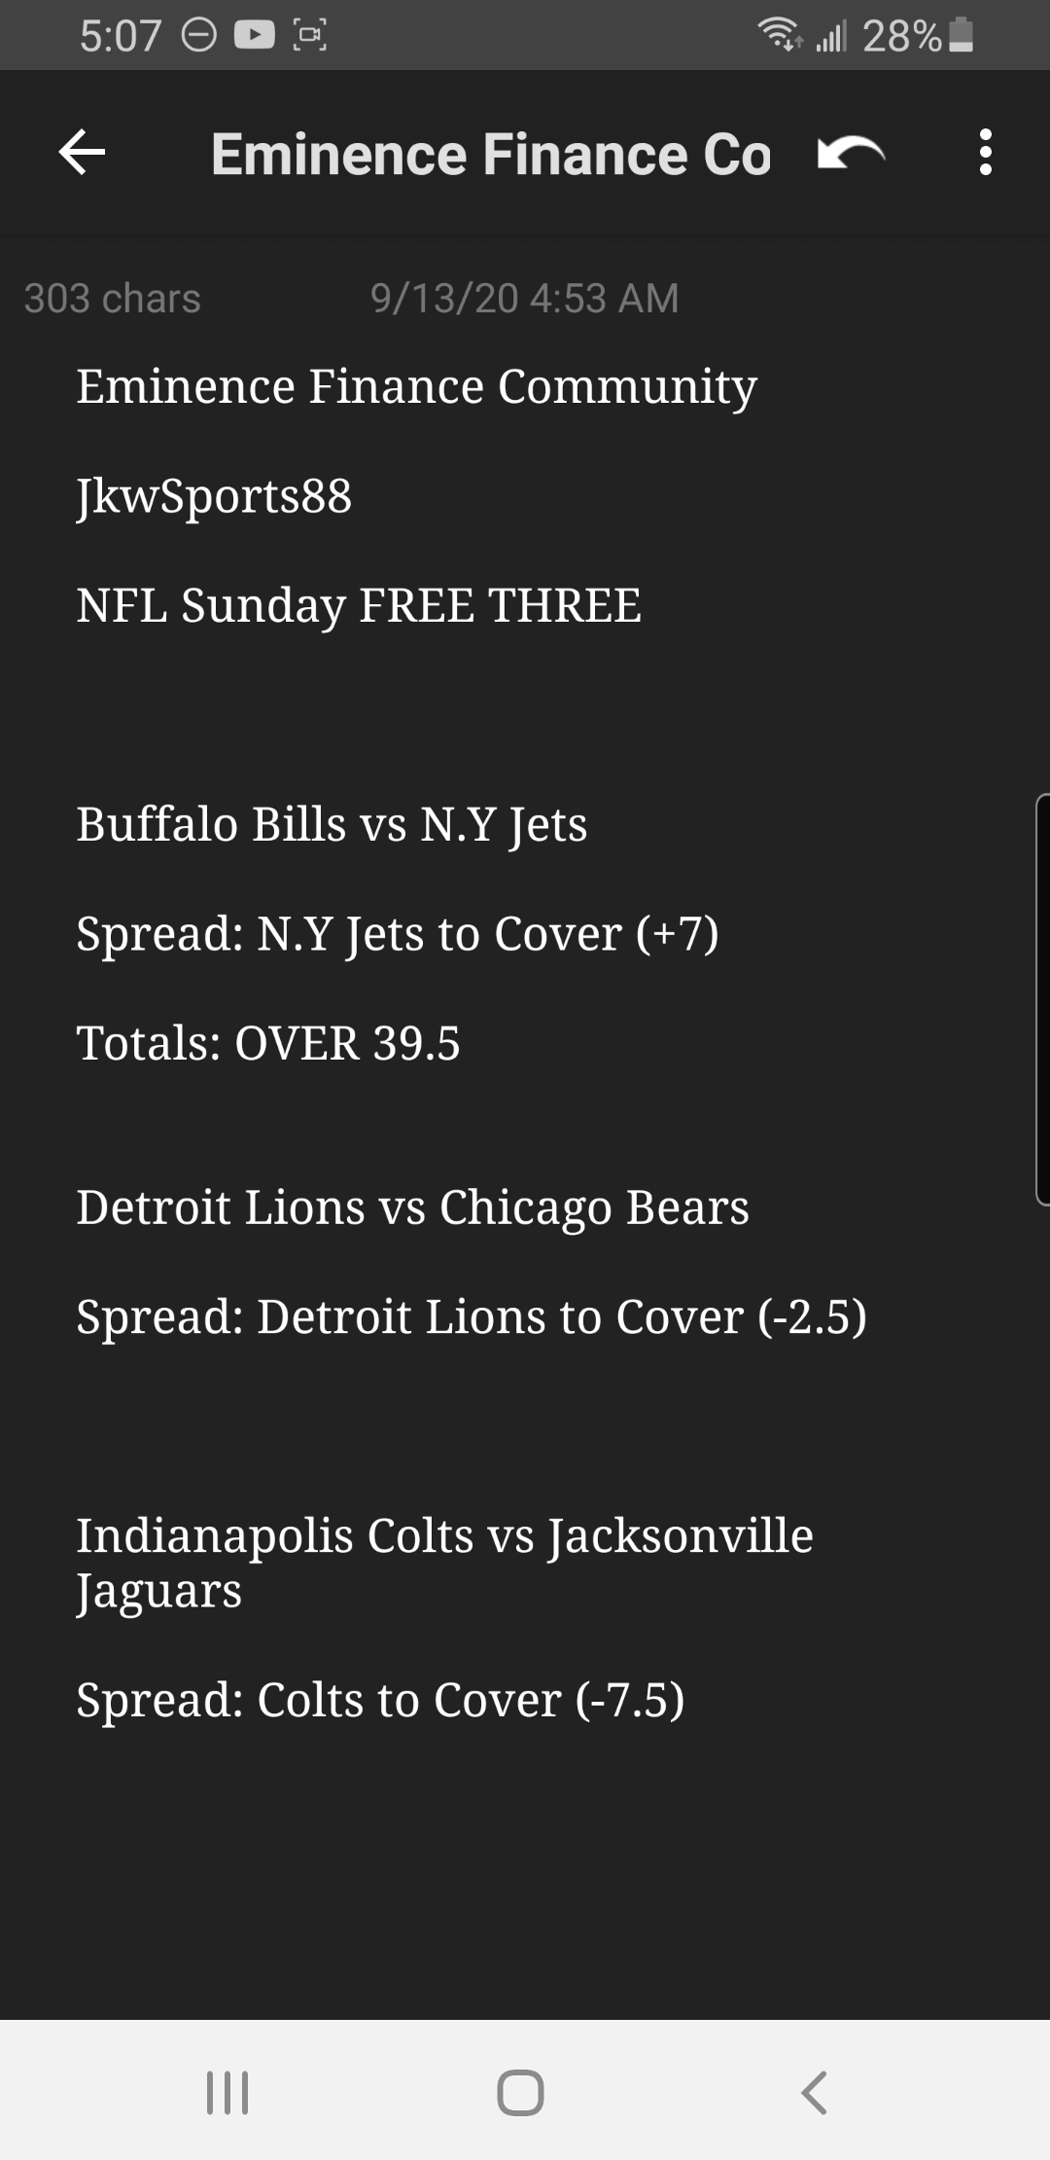 5:07 28%
Eminence Finance Co
303 chars 9/13/20 4:53 AM
Eminence Finance Community
JkwSports88
NFL Sunday FREE THREE
Buffalo Bills vs N.Y Jets
Spread: N.Y Jets to Cover (+7)
Totals: OVER 39.5
Detroit Lions vs Chicago Bears
Spread: Detroit Lions to Cover (-2.5)
Indianapolis Colts vs Jacksonville
Jaguars
Spread: Colts to Cover (-7.5)